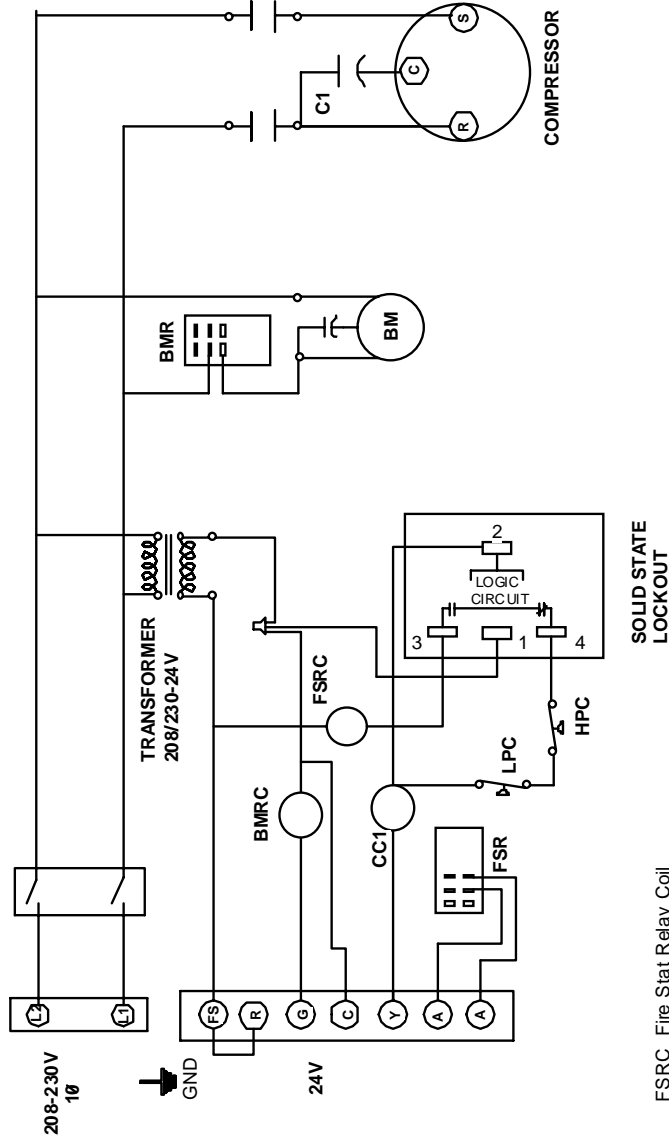 L2
L1
208-230V
1Ø
GND
24V
FS
R
G
C
Y
A
A
TRANSFORMER
208/230-24V
BMRC
FSRC
CC1
FSR
LPC
HPC
2
LOGIC
CIRCUIT
3
1
4
SOLID STATE
LOCKOUT
BMR
BM
C1
S
C
R
COMPRESSOR
FSRC Fire Stat Relay Coil